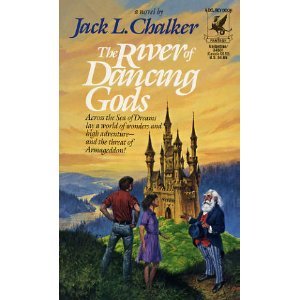 a novel by
Jack L. Chalker
The River of
Dancing
Gods
Across the Sea of Dreams
lay a world of wonders and
high adventure—
and the threat of
Armageddon!
FANTASY